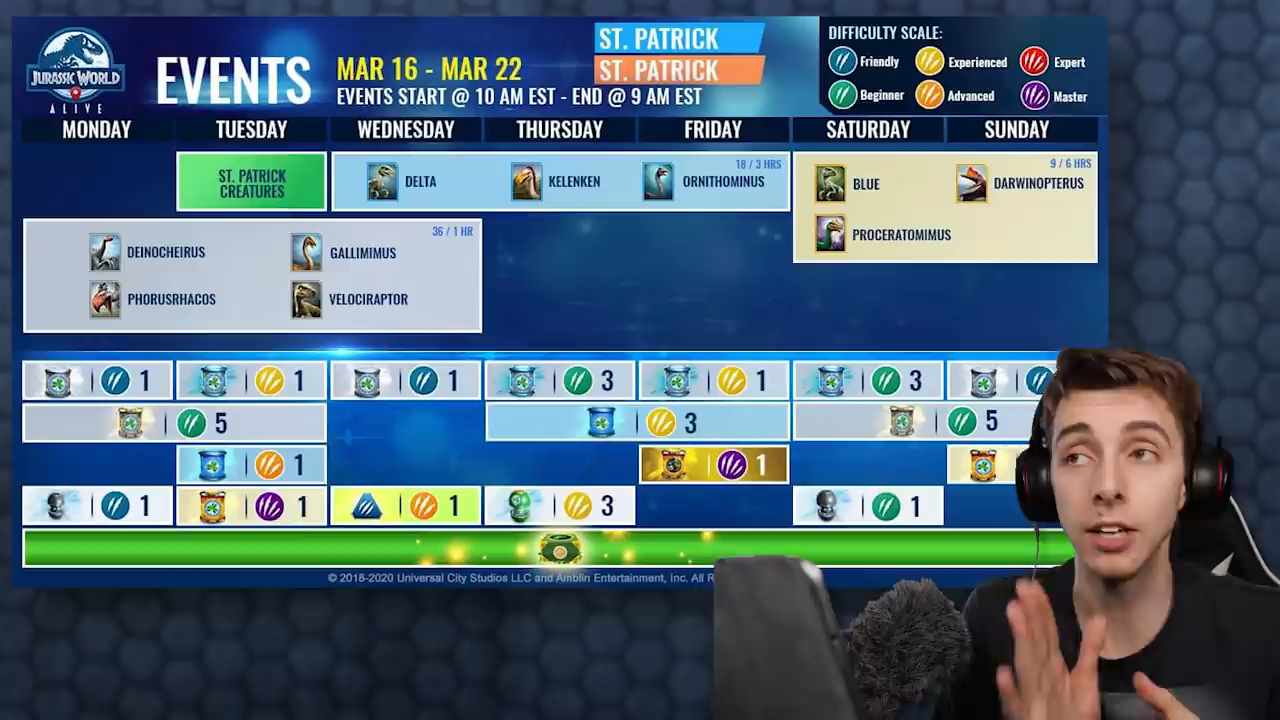 JURASSIC WORLD
ALIVE
EVENTS
MAR 16 - MAR 22
EVENTS START @ 10 AM EST - END @ 9 AM EST
ST. PATRICK
ST. PATRICK
DIFFICULTY SCALE:
Friendly
Experienced
Expert
Beginner
Advanced
Master
MONDAY
TUESDAY
WEDNESDAY
THURSDAY
FRIDAY
SATURDAY
SUNDAY
ST. PATRICK
CREATURES
18 / 3 HRS
DELTA
KELENKEN
ORNITHOMINUS
9 / 6 HRS
BLUE
DARWINOPTERUS
PROCERATOMIMUS
36 / 1 HR
DEINOCHEIRUS
GALLIMIMUS
PHORUSRHACOS
VELOCIRAPTOR
1
1
1
3
1
3
5
3
5
1
1
1
1
1
3
1
© 2018-2020 Universal City Studios LLC and Amblin Entertainment, Inc. All R